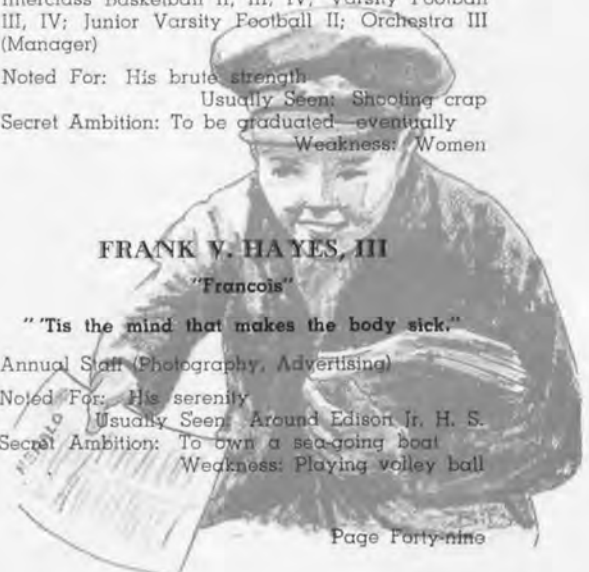 Interclass Basketball II, III, IV; Varsity Football
III, IV; Junior Varsity Football II; Orchestra III
(Manager)
Noted For: His brute strength
Usually Seen: Shooting crap
Secret Ambition: To be graduated eventually
Weakness: Women
FRANK V. HAYES, III
"Francois"
" 'Tis the mind that makes the body sick."
Annual Staff (Photography, Advertising)
Noted For: His serenity
Usually Seen: Around Edison Jr. H. S.
Secret Ambition: To own a sea-going boat
Weakness: Playing volley ball
Page Forty-nine